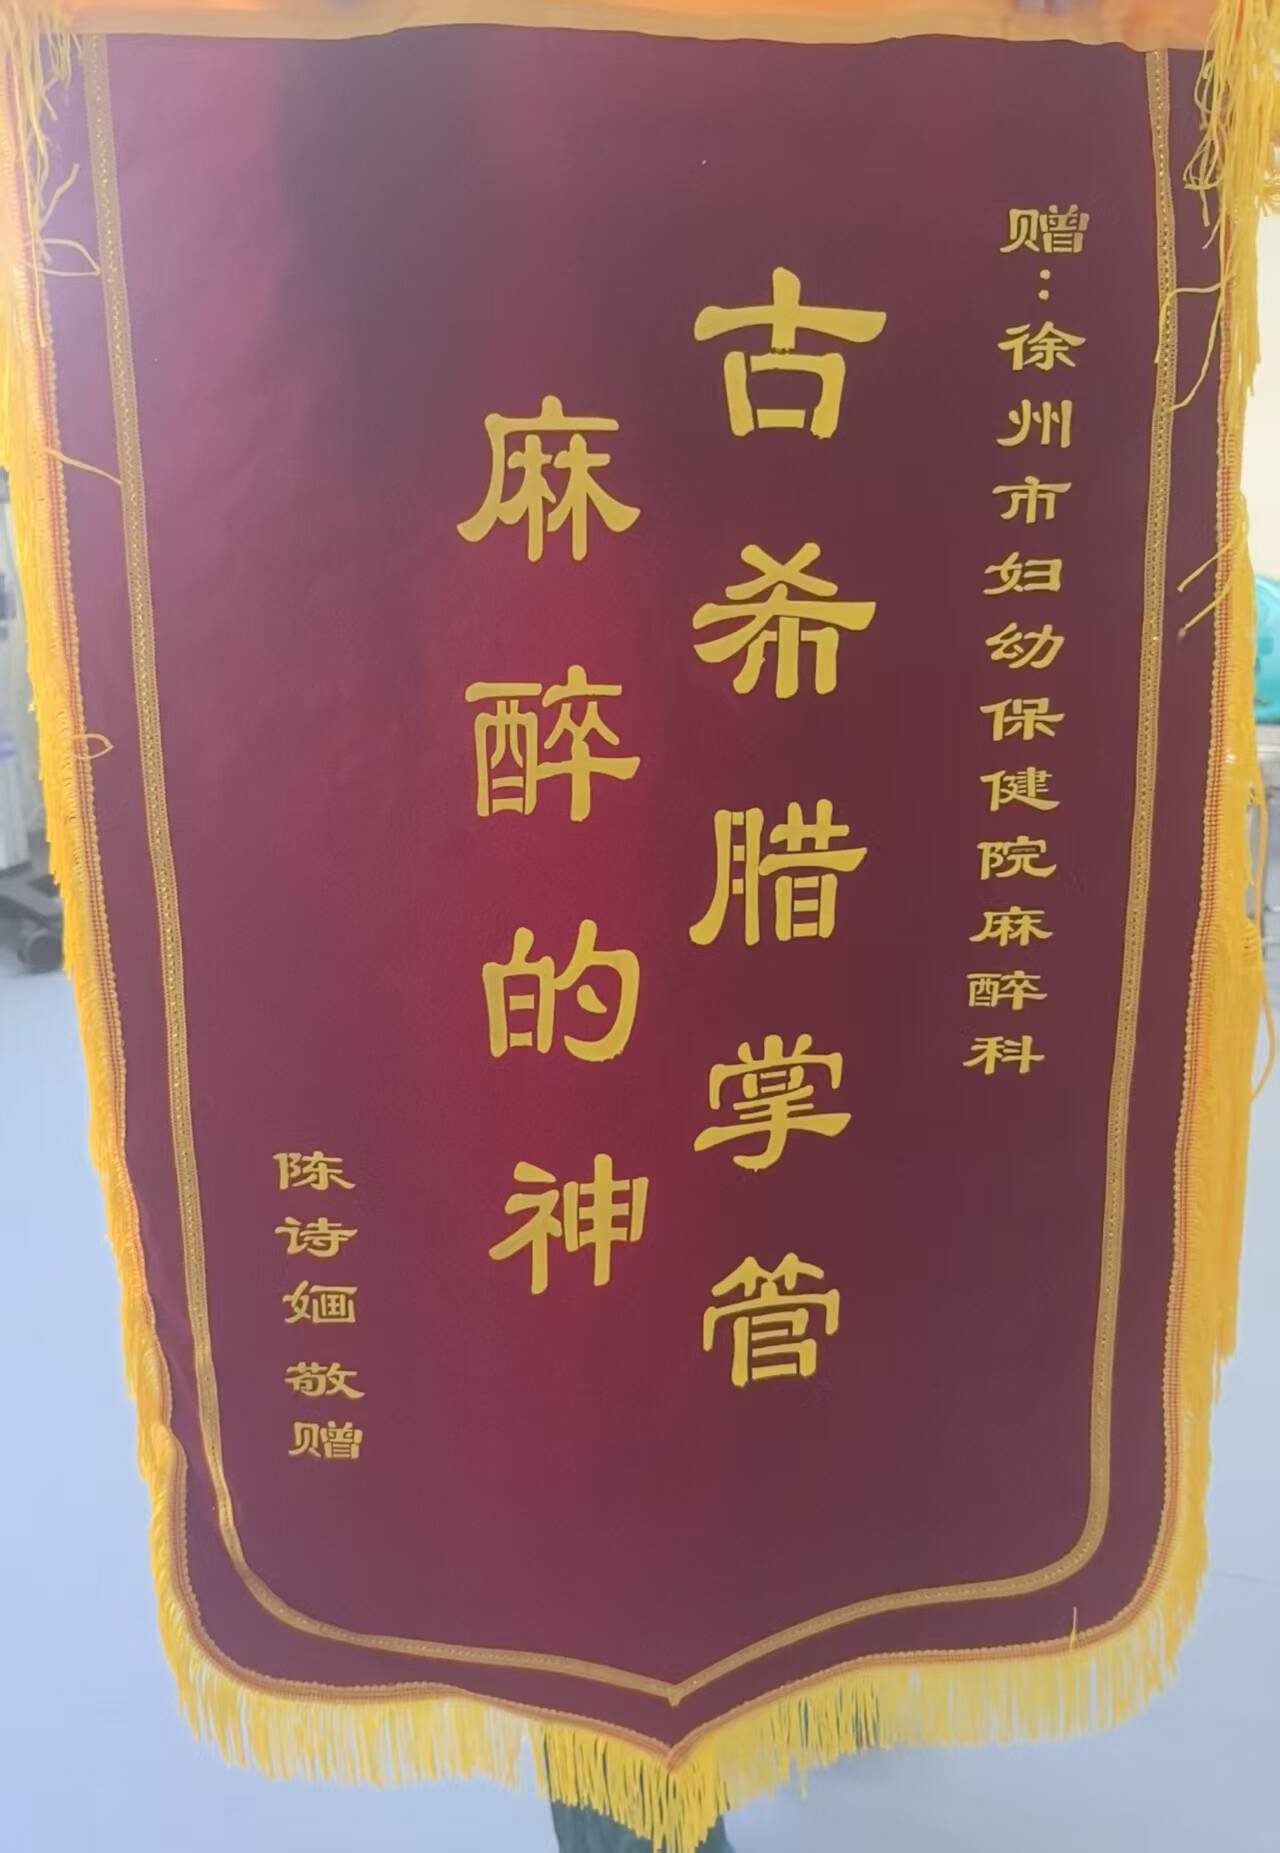 赠：徐州市妇幼保健院麻醉科
古希腊掌管
麻醉的神
陈诗婳敬赠